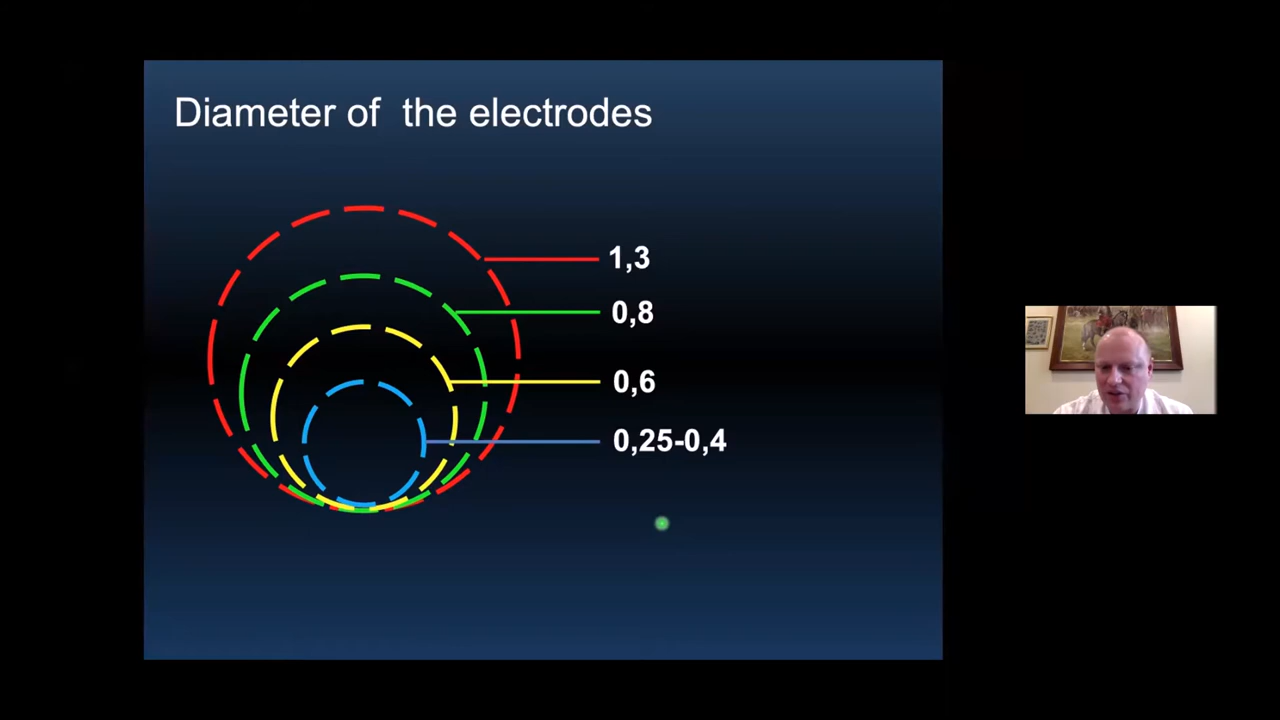 Diameter of  the electrodes
1,3
0,8
0,6
0,25-0,4